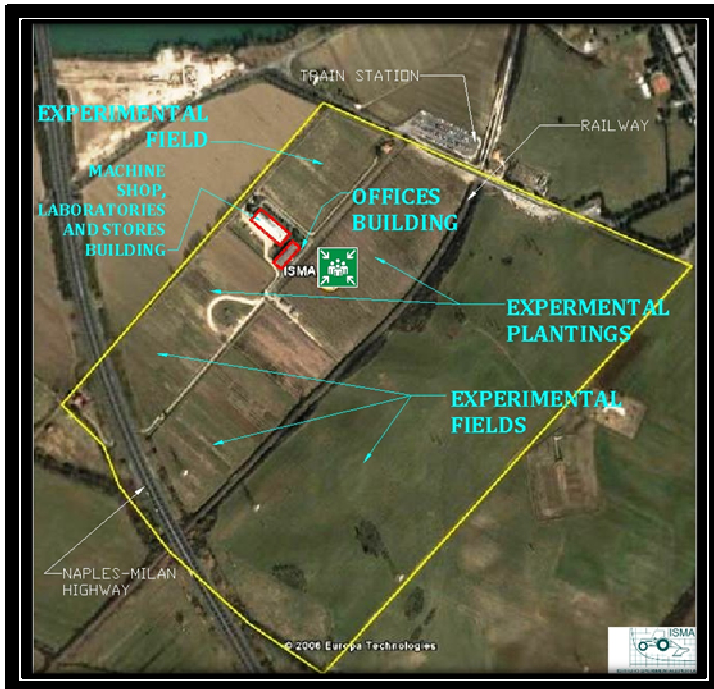 TRAIN STATION
EXPERIMENTAL
FIELD
RAILWAY
MACHINE
SHOP,
LABORATORIES
AND STORES
BUILDING
OFFICES
BUILDING
ISMA
EXPERMENTAL
PLANTINGS
EXPERIMENTAL
FIELDS
NAPLES-MILAN
HIGHWAY
© 2006 Europa Technologies
ISMA